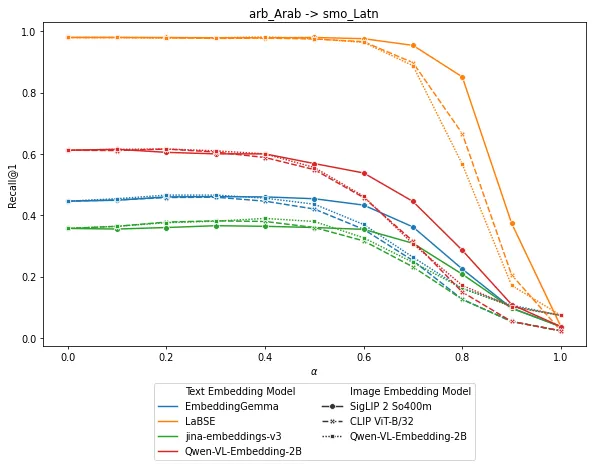 arb_Arab -> smo_Latn
Recall@1
1.0
0.8
0.6
0.4
0.2
0.0
0.0 0.2 0.4 0.6 0.8 1.0
α
Text Embedding Model
EmbeddingGemma
LaBSE
jina-embeddings-v3
Qwen-VL-Embedding-2B
Image Embedding Model
SigLIP 2 So400m
CLIP ViT-B/32
Qwen-VL-Embedding-2B